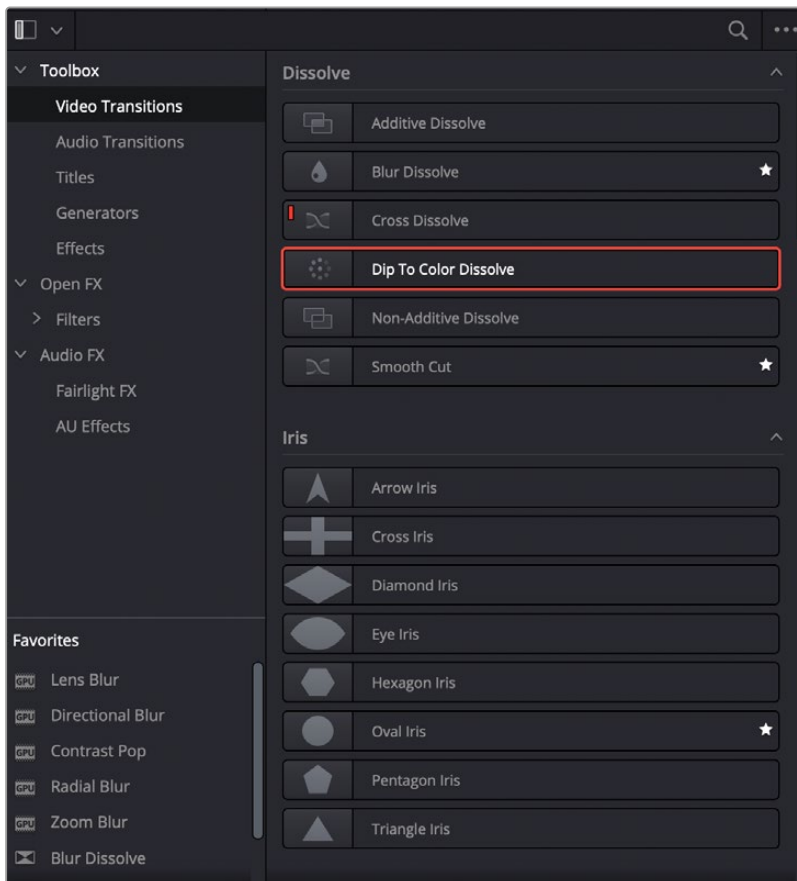 Toolbox
Video Transitions
Audio Transitions
Titles
Generators
Effects
Open FX
Filters
Audio FX
Fairlight FX
AU Effects
Favorites
GPU Lens Blur
GPU Directional Blur
GPU Contrast Pop
GPU Radial Blur
GPU Zoom Blur
Blur Dissolve
Dissolve
Additive Dissolve
Blur Dissolve
Cross Dissolve
Dip To Color Dissolve
Non-Additive Dissolve
Smooth Cut
Iris
Arrow Iris
Cross Iris
Diamond Iris
Eye Iris
Hexagon Iris
Oval Iris
Pentagon Iris
Triangle Iris